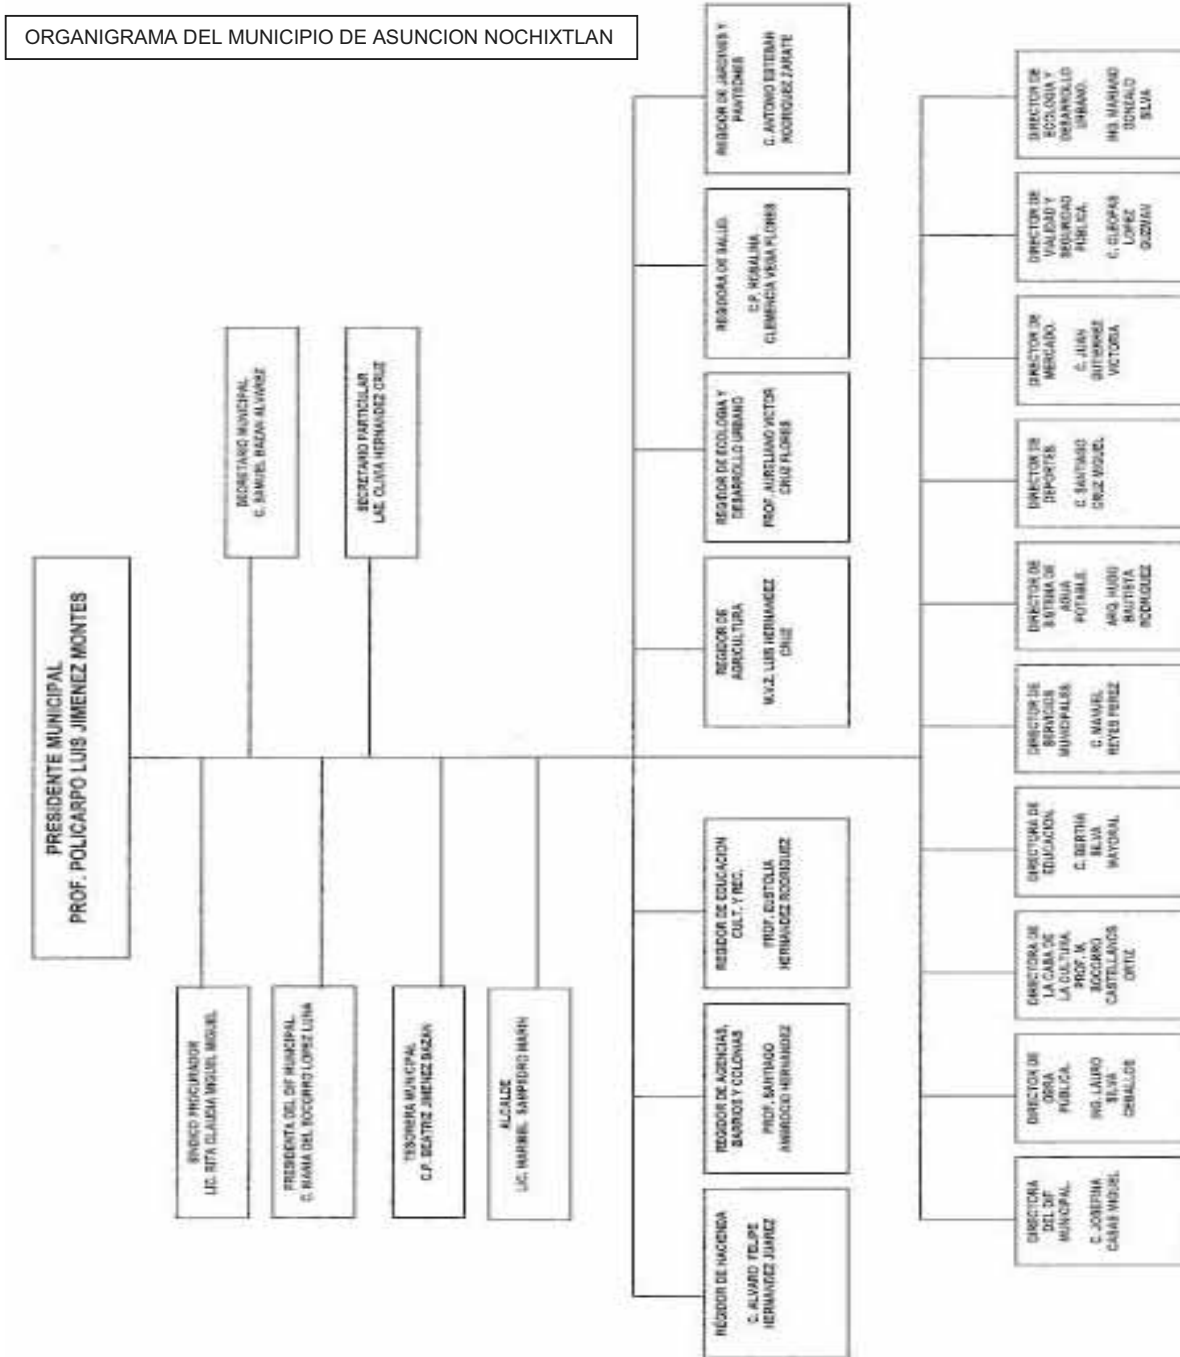 ORGANIGRAMA DEL MUNICIPIO DE ASUNCION NOCHIXTLAN
PRESIDENTE MUNICIPAL
PROF. POLICARPO LUIS JIMENEZ MONTES
SINDICO PROCURADOR
LIC. RITA CLAUDIA MIGUEL MIGUEL
PRESIDENTA DEL DIF MUNICIPAL.
C. MARIA DEL SOCORRO LOPEZ LUNA
TESORERA MUNICIPAL
C.P. BEATRIZ JIMENEZ BAZAN
ALCALDE
LIC. MARIBEL SAMPEDRO MARIN
SECRETARIO MUNICIPAL
C. SAMUEL BAZAN ALVAREZ
SECRETARIO PARTICULAR
LAE. OLIVIA HERNANDEZ CRUZ
REGIDOR DE HACIENDA
C. ALVARO FELIPE
HERNANDEZ JUAREZ
REGIDOR DE AGENCIAS,
BARRIOS Y COLONIAS
PROF. SANTIAGO
AMBROCIO HERNANDEZ
REGIDOR DE EDUCACION
CULT. Y REC.
PROF. EUSTOLIA
HERNANDEZ RODRIGUEZ
REGIDOR DE
AGRICULTURA
M.V.Z. LUIS HERNANDEZ
CRUZ
REGIDOR DE ECOLOGIA Y
DESARROLLO URBANO
PROF. AURELIANO VICTOR
CRUZ FLORES
REGIDORA DE SALUD.
C.P. ROSALINA
CLEMENCIA VEGA FLORES
REGIDOR DE JARDINES Y
PANTEONES
C. ANTONIO ESTEBAN
RODRIGUEZ ZARATE
DIRECTORA
DEL DIF
MUNICIPAL.
C. JOSEFINA
CASAS MIGUEL
DIRECTOR DE
OBRA
PUBLICA.
ING. LAURO
SILVA
CEBALLOS
DIRECTORA DE
LA CASA DE
LA CULTURA.
PROF. M.
SOCORRO
CASTELLANOS
ORTIZ
DIRECTORA DE
EDUCACION.
C. BERTHA
SILVA
MAYORAL
DIRECTOR DE
SERVICIOS
MUNICIPALES.
C. MANUEL
REYES PEREZ
DIRECTOR DE
SISTEMA DE
AGUA
POTABLE.
ARQ. HUGO
BAUTISTA
RODRIGUEZ
DIRECTOR DE
DEPORTES.
C. SANTIAGO
CRUZ MIGUEL
DIRECTOR DE
MERCADO.
C. JUAN
GUTIERREZ
VICTORIA
DIRECTOR DE
VIALIDAD Y
SEGURIDAD
PUBLICA.
C. CLEOFAS
LOPEZ
GUZMAN
DIRECTOR DE
ECOLOGIA Y
DESARROLLO
URBANO.
ING. MARIANO
GONZALO
SILVA